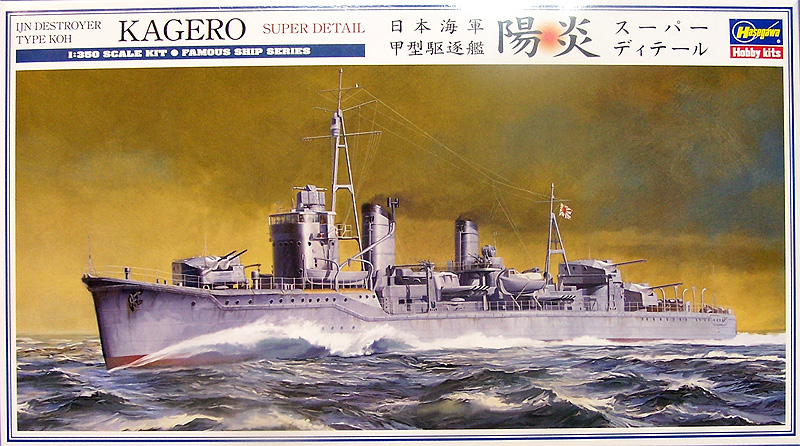 IJN DESTROYER
TYPE KOH
KAGERO SUPER DETAIL
1:350 SCALE KIT ● FAMOUS SHIP SERIES
日本海軍
甲型駆逐艦
陽炎
スーパー
ディテール
Hasegawa
Hobby kits